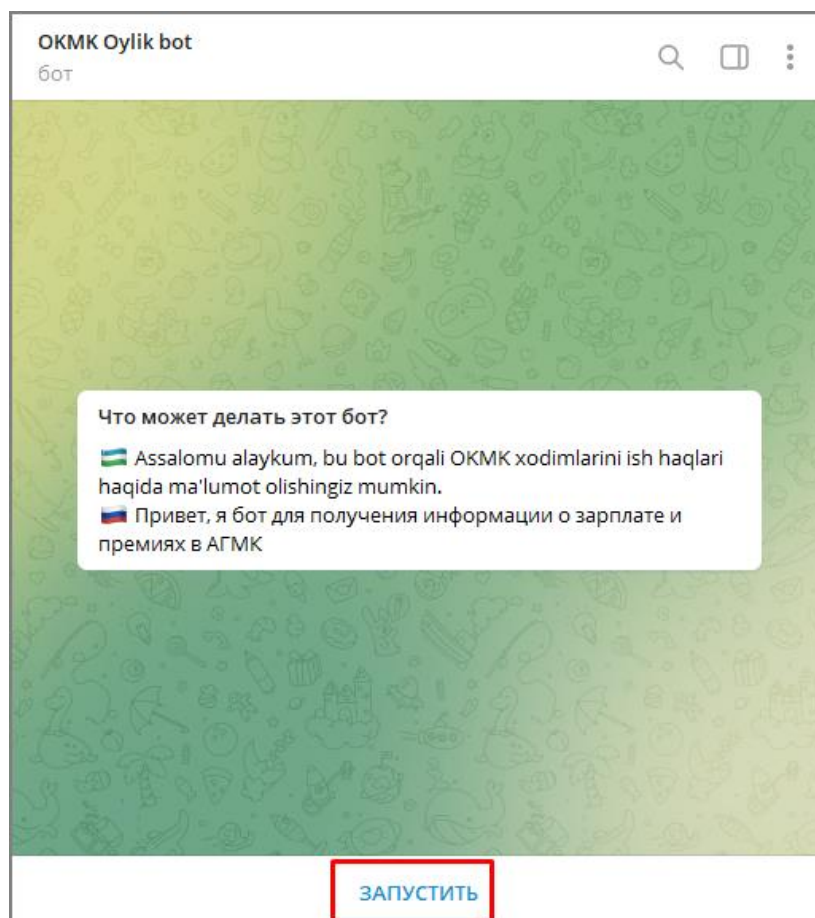 OKMK Oylik bot
бот
Что может делать этот бот?
🇺🇿 Assalomu alaykum, bu bot orqali OKMK xodimlarini ish haqlari
haqida ma'lumot olishingiz mumkin.
🇷🇺 Привет, я бот для получения информации о зарплате и
премиях в АГМК
ЗАПУСТИТЬ